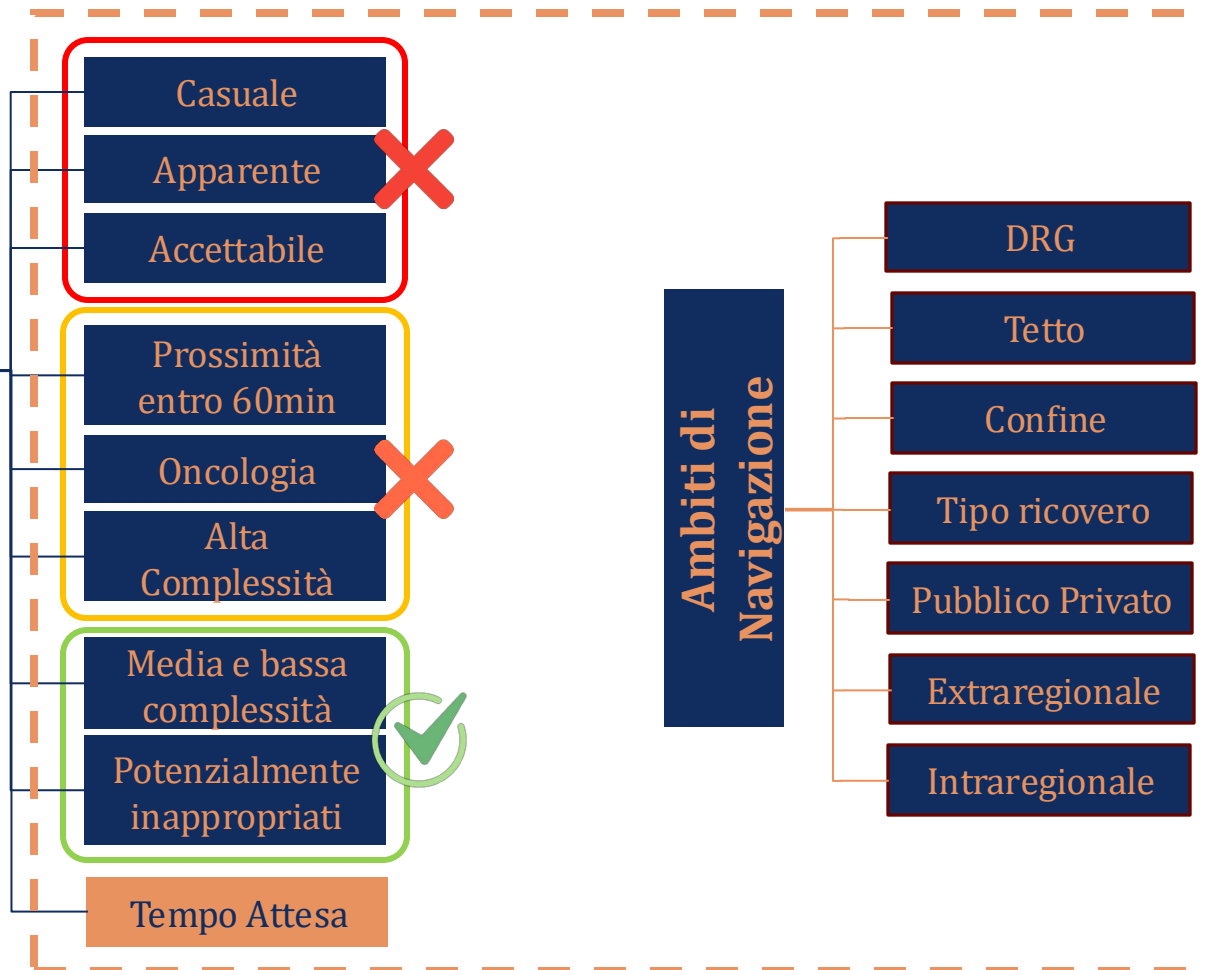 Casuale
Apparente
Accettabile
Prossimità
entro 60min
Oncologia
Alta
Complessità
Media e bassa
complessità
Potenzialmente
inappropriati
Tempo Attesa
Ambiti di
Navigazione
DRG
Tetto
Confine
Tipo ricovero
Pubblico Privato
Extraregionale
Intraregionale